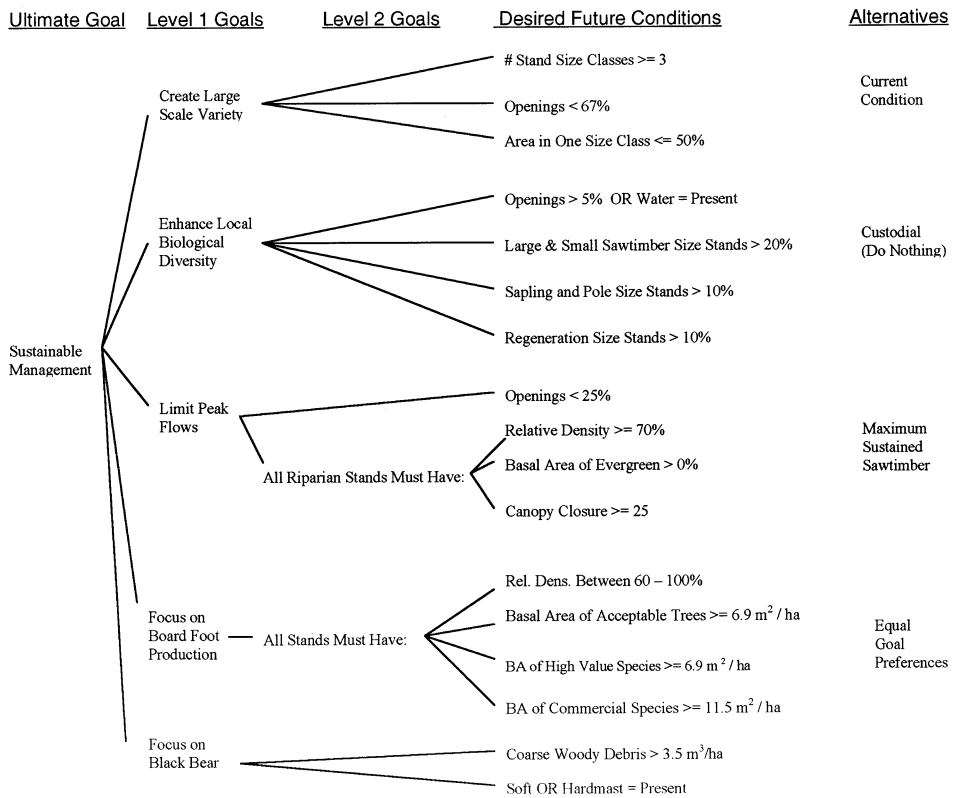 Ultimate Goal
Level 1 Goals
Level 2 Goals
Desired Future Conditions
Alternatives
Sustainable
Management
Create Large
Scale Variety
# Stand Size Classes >= 3
Openings < 67%
Area in One Size Class <= 50%
Enhance Local
Biological
Diversity
Openings > 5% OR Water = Present
Large & Small Sawtimber Size Stands > 20%
Sapling and Pole Size Stands > 10%
Regeneration Size Stands > 10%
Limit Peak
Flows
Openings < 25%
All Riparian Stands Must Have:
Relative Density >= 70%
Basal Area of Evergreen > 0%
Canopy Closure >= 25
Focus on
Board Foot
Production
All Stands Must Have:
Rel. Dens. Between 60 – 100%
Basal Area of Acceptable Trees >= 6.9 m² / ha
BA of High Value Species >= 6.9 m² / ha
BA of Commercial Species >= 11.5 m² / ha
Focus on
Black Bear
Coarse Woody Debris > 3.5 m³/ha
Soft OR Hardmast = Present
Current
Condition
Custodial
(Do Nothing)
Maximum
Sustained
Sawtimber
Equal
Goal
Preferences